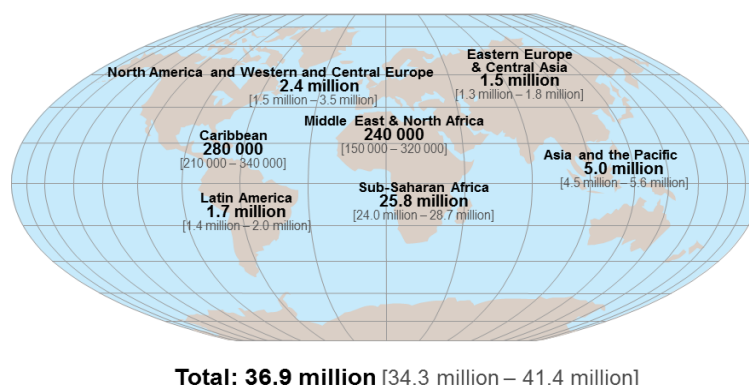 Eastern Europe
& Central Asia
1.5 million
[1.3 million – 1.8 million]
North America and Western and Central Europe
2.4 million
[1.5 million – 3.5 million]
Middle East & North Africa
240 000
[150 000 – 320 000]
Caribbean
280 000
[210 000 – 340 000]
Asia and the Pacific
5.0 million
[4.5 million – 5.6 million]
Sub-Saharan Africa
25.8 million
[24.0 million – 28.7 million]
Latin America
1.7 million
[1.4 million – 2.0 million]
Total: 36.9 million [34.3 million – 41.4 million]